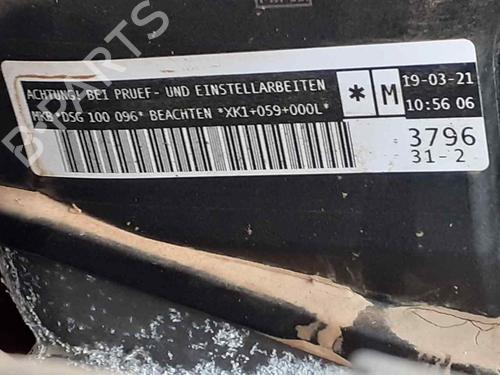 ACHTUNG! BEI PRUEF- UND EINSTELLARBEITEN
MKB *DSG 100 096* BEACHTEN *XK1+059+000L*
* M
19-03-21
10:56 06
3796
31-2
B-PARTS